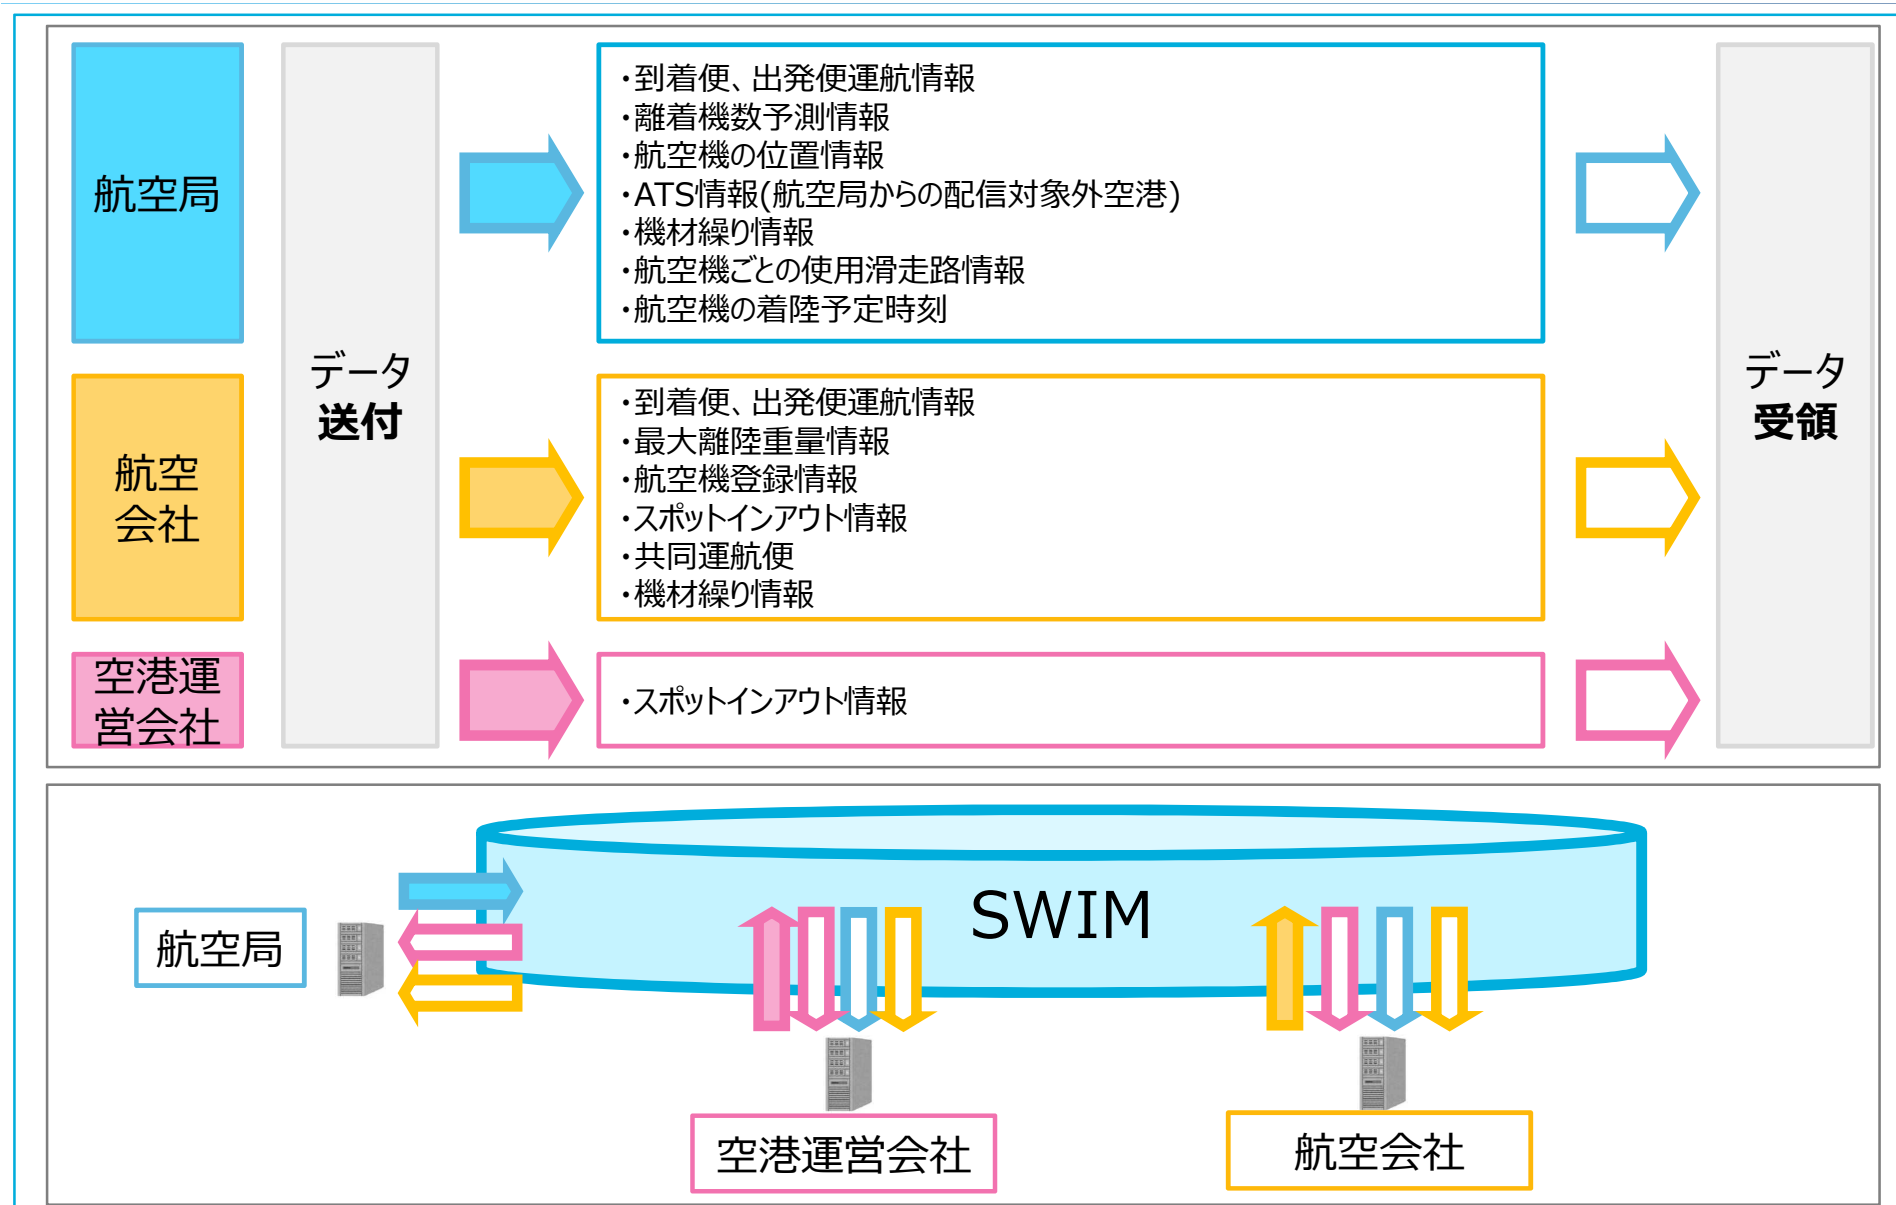 航空局
データ
送付
・到着便、出発便運航情報
・離着機数予測情報
・航空機の位置情報
・ATS情報(航空局からの配信対象外空港)
・機材繰り情報
・航空機ごとの使用滑走路情報
・航空機の着陸予定時刻
データ
受領
航空
会社
・到着便、出発便運航情報
・最大離陸重量情報
・航空機登録情報
・スポットインアウト情報
・共同運航便
・機材繰り情報
空港運
営会社
・スポットインアウト情報
SWIM
航空局
空港運営会社
航空会社